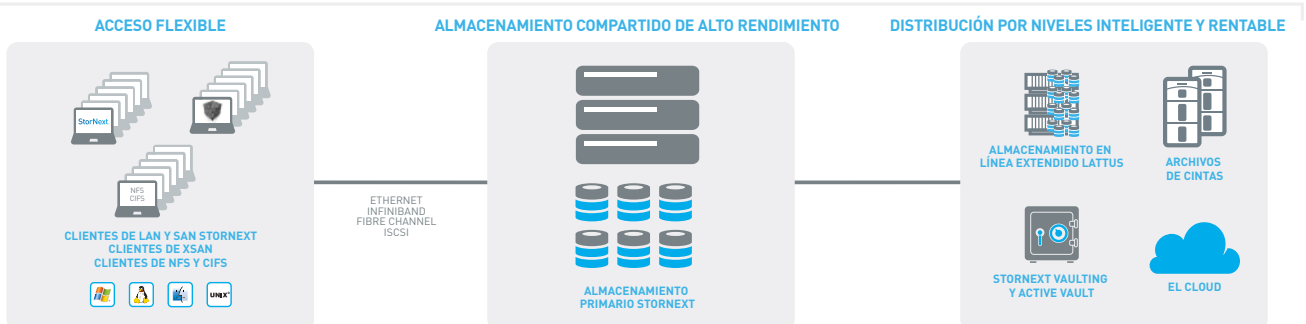 ACCESO FLEXIBLE
StorNext
NFS
CIFS
CLIENTES DE LAN Y SAN STORNEXT
CLIENTES DE XSAN
CLIENTES DE NFS Y CIFS
UNIX
ETHERNET
INFINIBAND
FIBRE CHANNEL
ISCSI
ALMACENAMIENTO COMPARTIDO DE ALTO RENDIMIENTO
ALMACENAMIENTO
PRIMARIO STORNEXT
DISTRIBUCIÓN POR NIVELES INTELIGENTE Y RENTABLE
ALMACENAMIENTO EN
LÍNEA EXTENDIDO LATTUS
ARCHIVOS
DE CINTAS
STORNEXT VAULTING
Y ACTIVE VAULT
EL CLOUD